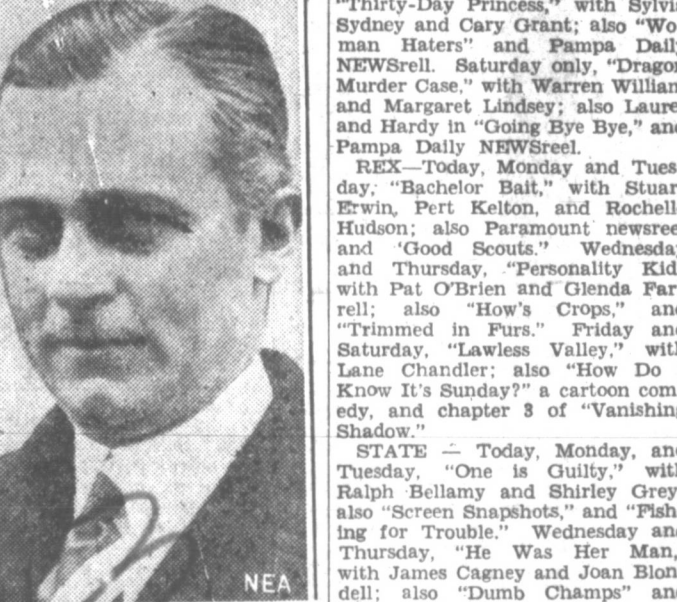 NEA
"Thirty-Day Princess," with Sylvi
Sydney and Cary Grant; also "Wo
man Haters" and Pampa Dail
NEWSrell. Saturday only, "Drago
Murder Case," with Warren William
and Margaret Lindsey; also Laure
and Hardy in "Going Bye Bye," an
Pampa Daily NEWSreel.
REX—Today, Monday and Tues
day, "Bachelor Bait," with Stuar
Erwin, Pert Kelton, and Rochell
Hudson; also Paramount newsree
and 'Good Scouts." Wednesda
and Thursday, "Personality Kid
with Pat O'Brien and Glenda Far
rell; also "How's Crops," an
"Trimmed in Furs." Friday an
Saturday, "Lawless Valley," wit
Lane Chandler; also "How Do
Know It's Sunday?" a cartoon com
edy, and chapter 3 of "Vanishin
Shadow."
STATE — Today, Monday, an
Tuesday, "One is Guilty," wit
Ralph Bellamy and Shirley Grey
also "Screen Snapshots," and "Fish
ing for Trouble." Wednesday an
Thursday, "He Was Her Man,
with James Cagney and Joan Blon
dell; also "Dumb Champs" an